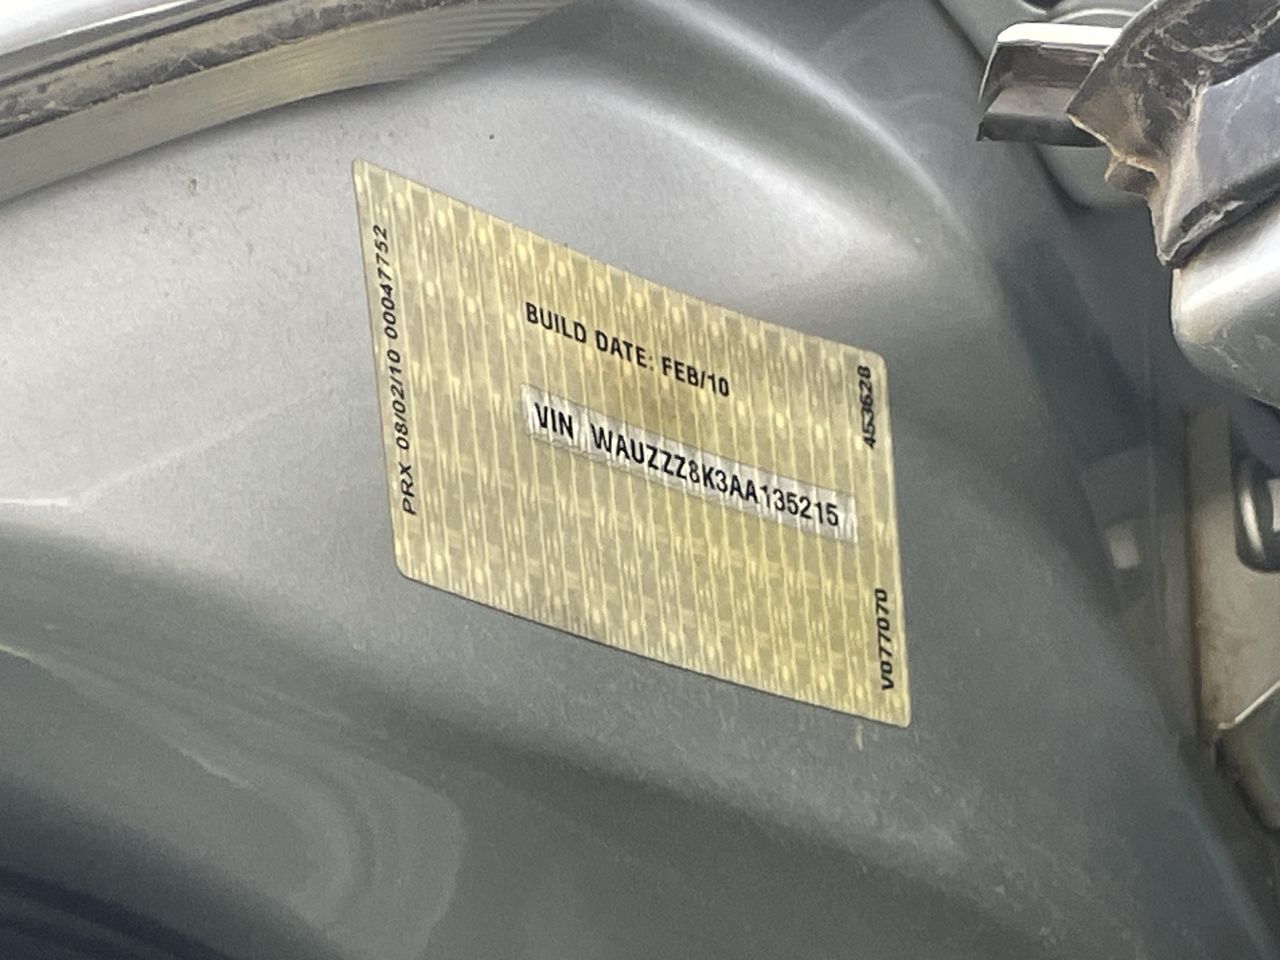 BUILD DATE: FEB/10
VIN WAUZZZ8K3AA135215
PRX 08/02/10 00047752
453628
V077070